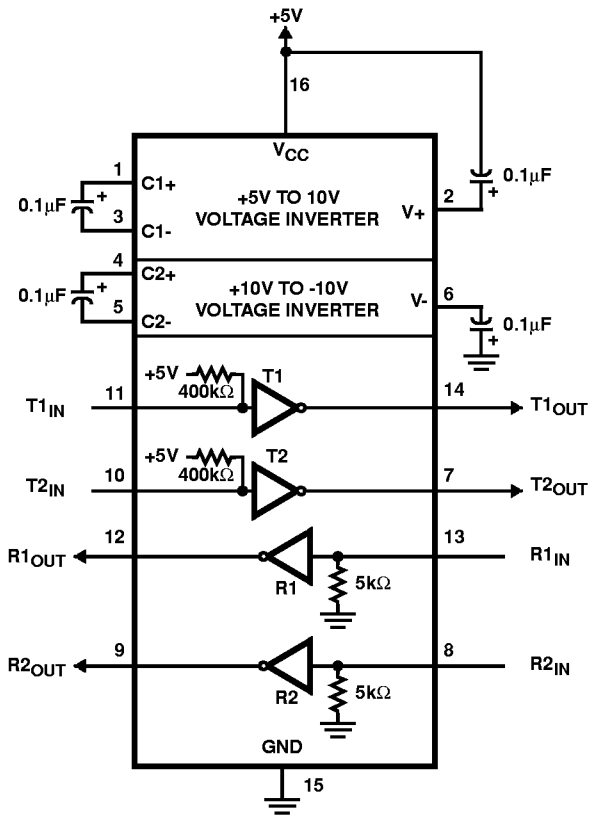 +5V
16
VCC
1
C1+
+
0.1µF
3
C1-
+5V TO 10V
VOLTAGE INVERTER
V+
2
+
0.1µF
4
C2+
+
0.1µF
5
C2-
+10V TO -10V
VOLTAGE INVERTER
V-
6
0.1µF
+
+5V
400kΩ
T1
T1IN
11
14
T1OUT
+5V
400kΩ
T2
T2IN
10
7
T2OUT
R1OUT
12
R1
5kΩ
13
R1IN
R2OUT
9
R2
5kΩ
8
R2IN
GND
15